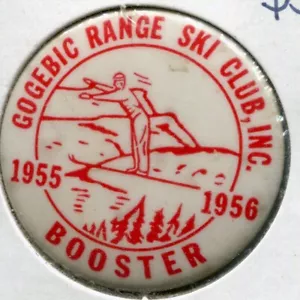 GOGEBIC RANGE SKI CLUB, INC.
1955
1956
BOOSTER